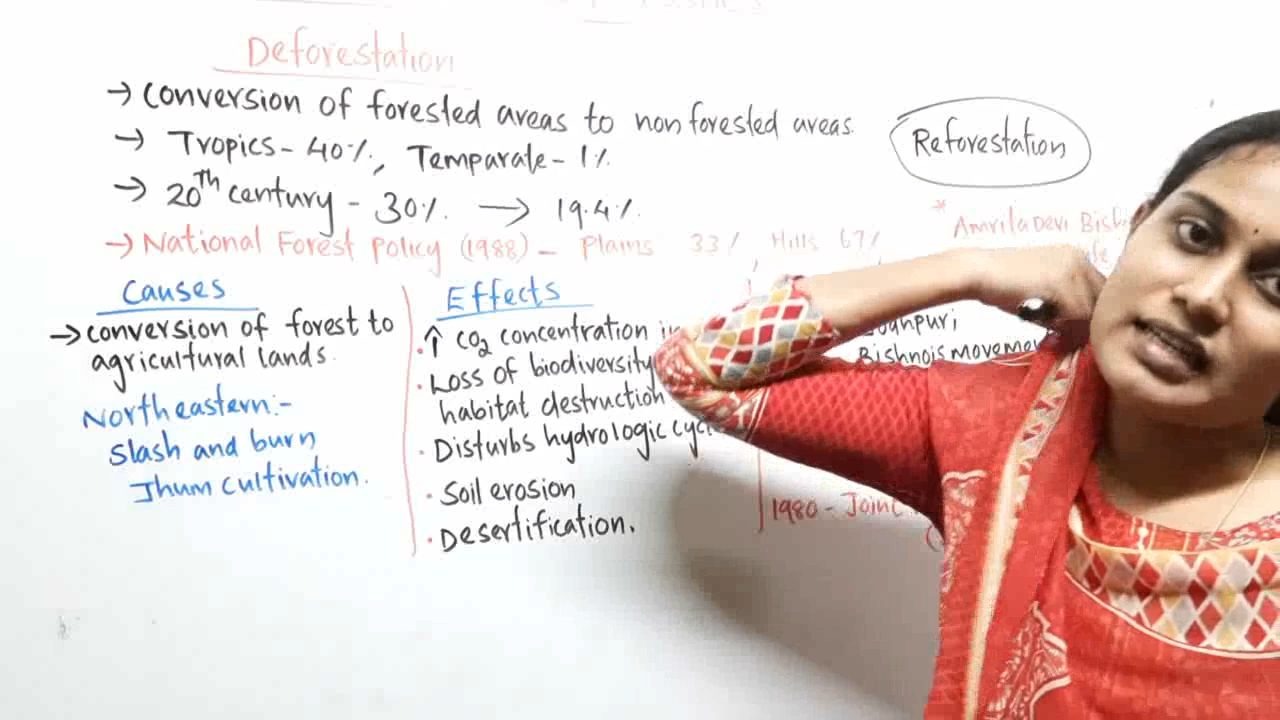 Deforestation
→ conversion of forested areas to non forested areas.
→ Tropics - 40%, Temparate - 1%
→ 20th century - 30% → 19.4%
→ National Forest Policy (1988) - Plains 33%, Hills 67%
Causes
→ conversion of forest to
agricultural lands.
Northeastern:-
Slash and burn
Jhum cultivation.
Effects
· ↑ CO2 concentration
· Loss of biodiversity
habitat destruction
· Disturbs hydrologic
· Soil erosion
· Desertification.
Reforestation
* Amrita Devi
Bishnois
1980 - Joint